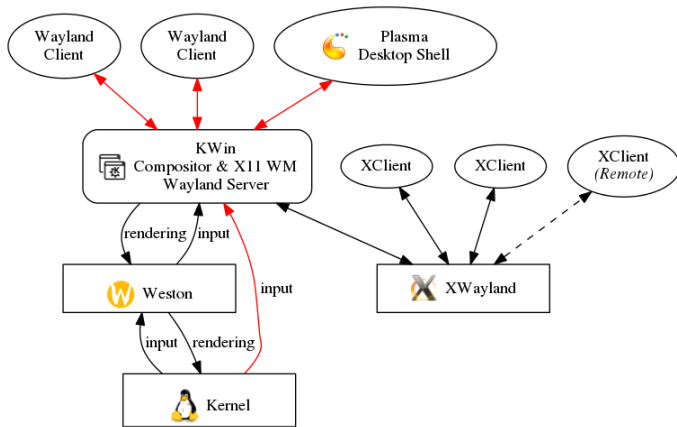 Wayland
Client
Wayland
Client
Plasma
Desktop Shell
KWin
Compositor & X11 WM
Wayland Server
XClient
XClient
XClient
(Remote)
rendering
input
input
W
Weston
X
XWayland
input
rendering
Kernel